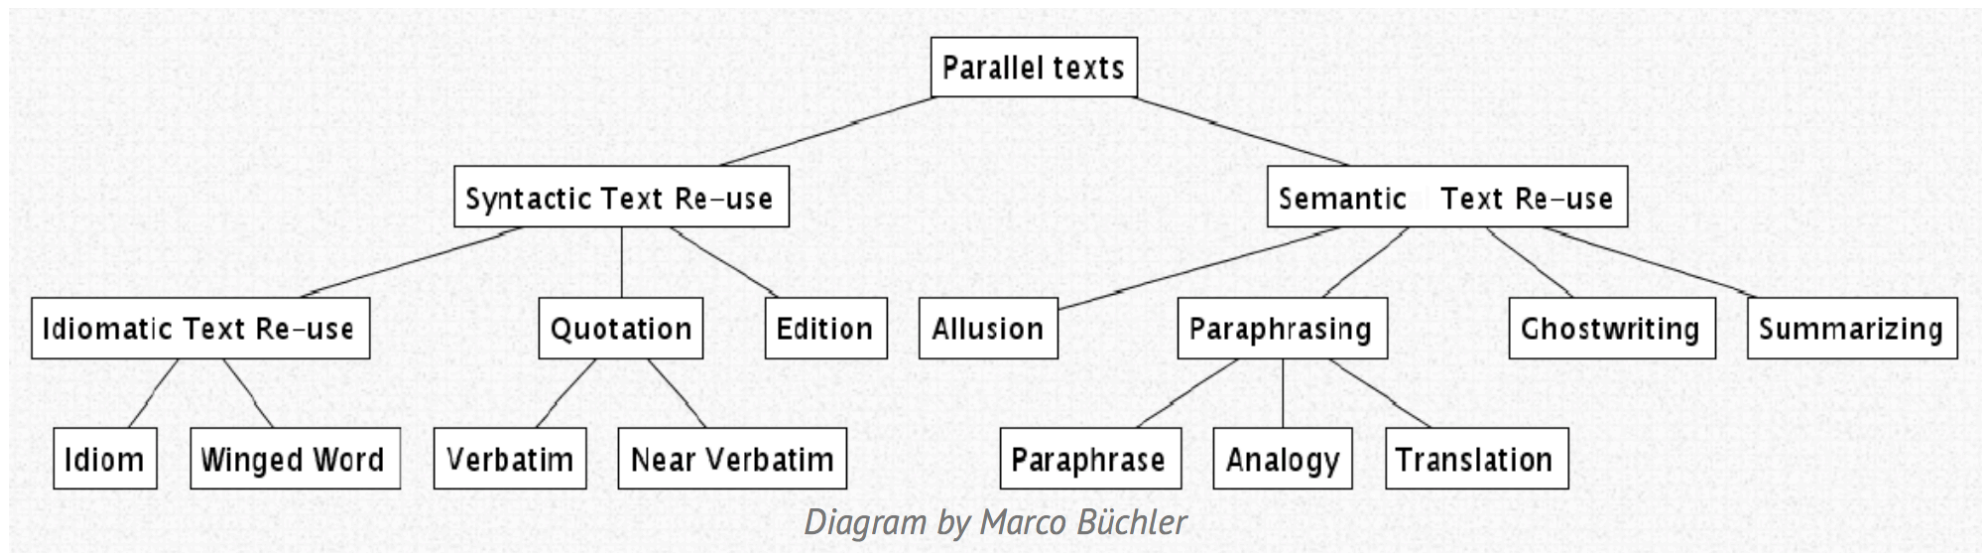 Parallel texts
Syntactic Text Re-use
Semantic Text Re-use
Idiomatic Text Re-use
Quotation
Edition
Allusion
Paraphrasing
Ghostwriting
Summarizing
Idiom
Winged Word
Verbatim
Near Verbatim
Paraphrase
Analogy
Translation
Diagram by Marco Büchler